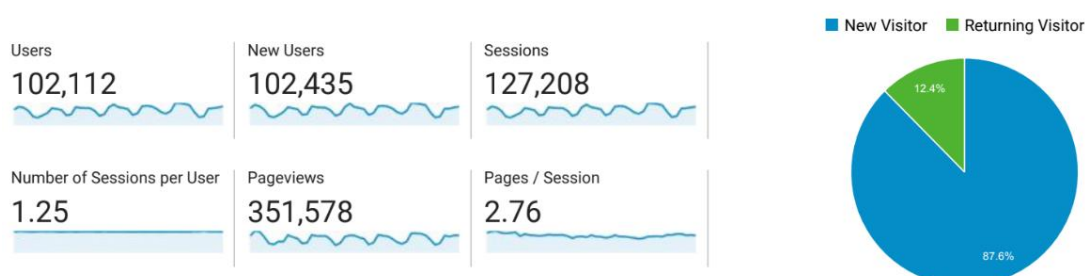 New Visitor
Returning Visitor
Users
102,112
New Users
102,435
Sessions
127,208
12.4%
Number of Sessions per User
1.25
Pageviews
351,578
Pages / Session
2.76
87.6%